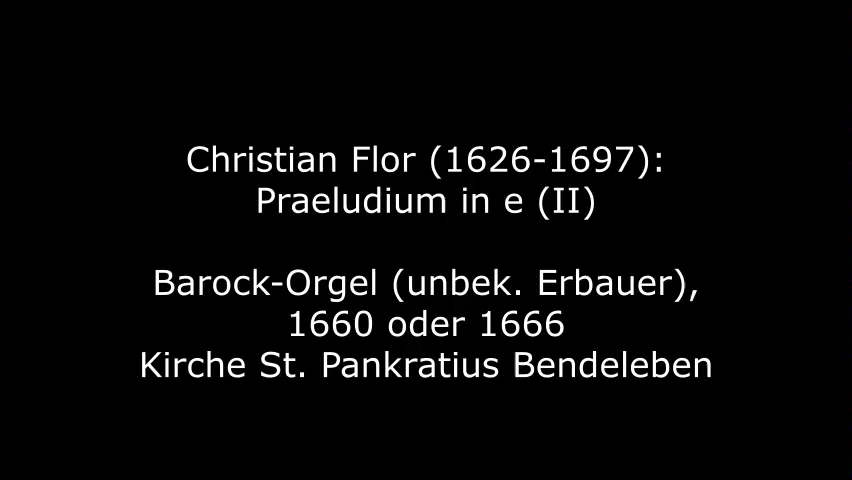 Christian Flor (1626-1697):
Praeludium in e (II)
Barock-Orgel (unbek. Erbauer),
1660 oder 1666
Kirche St. Pankratius Bendeleben